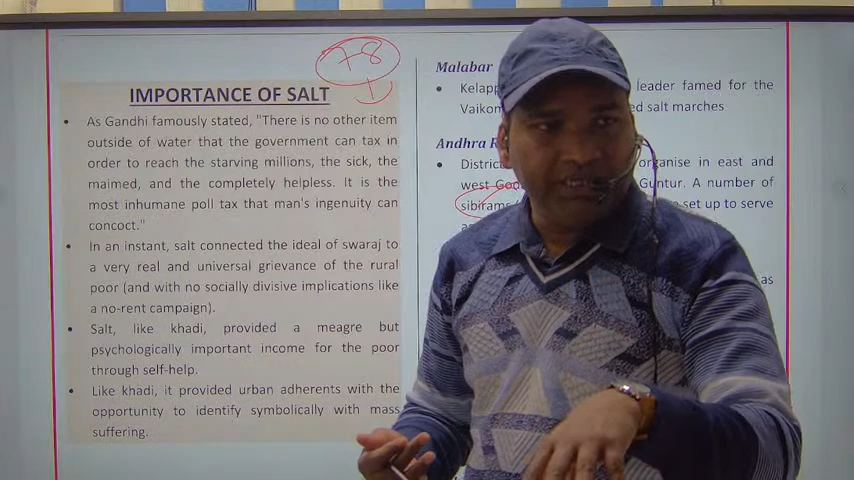 78
IMPORTANCE OF SALT
• As Gandhi famously stated, "There is no other item
outside of water that the government can tax in
order to reach the starving millions, the sick, the
maimed, and the completely helpless. It is the
most inhumane poll tax that man's ingenuity can
concoct."
• In an instant, salt connected the ideal of swaraj to
a very real and universal grievance of the rural
poor (and with no socially divisive implications like
a no-rent campaign).
• Salt, like khadi, provided a meagre but
psychologically important income for the poor
through self-help.
• Like khadi, it provided urban adherents with the
opportunity to identify symbolically with mass
suffering.
Malabar
• leader famed for the
salt marches
Andhra
• organise in east and
west Guntur. A number of
sibirams set up to serve
as